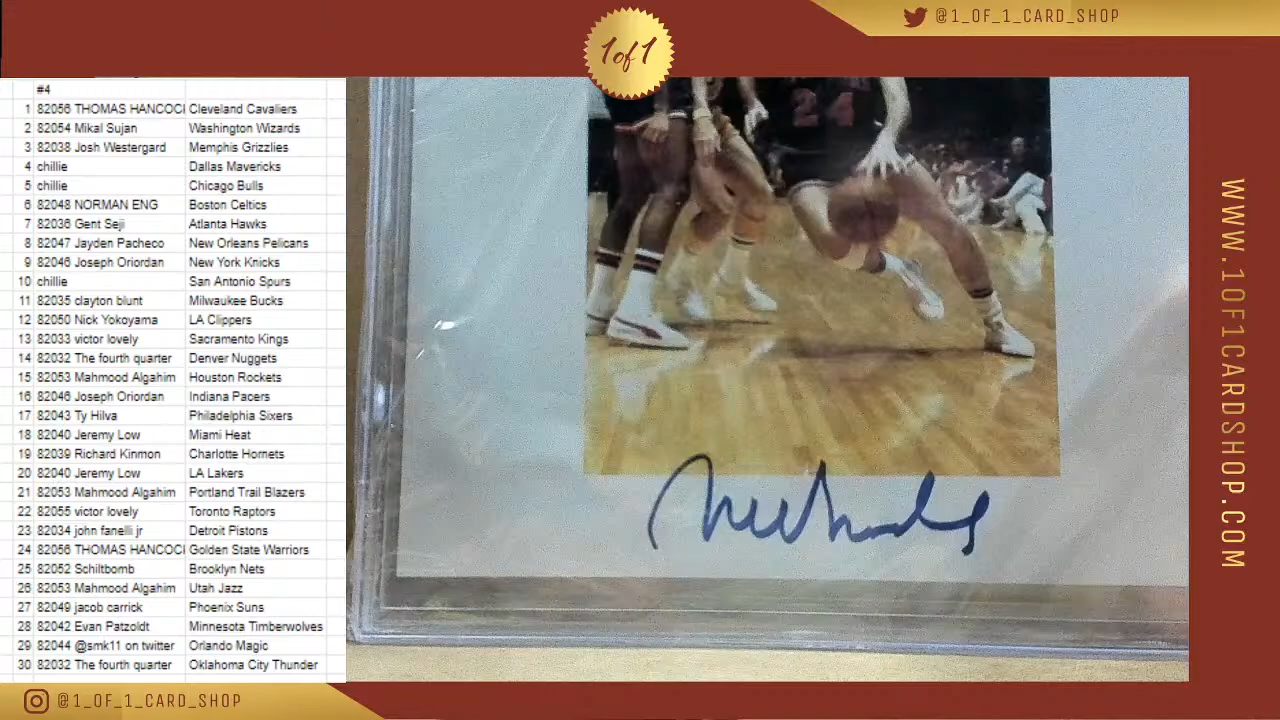 1of1
@1_OF_1_CARD_SHOP
#4
1 82056 THOMAS HANCOCK Cleveland Cavaliers
2 82054 Mikal Sujan Washington Wizards
3 82038 Josh Westergard Memphis Grizzlies
4 chillie Dallas Mavericks
5 chillie Chicago Bulls
6 82048 NORMAN ENG Boston Celtics
7 82036 Gent Seji Atlanta Hawks
8 82047 Jayden Pacheco New Orleans Pelicans
9 82046 Joseph Oriordan New York Knicks
10 chillie San Antonio Spurs
11 82035 clayton blunt Milwaukee Bucks
12 82050 Nick Yokoyama LA Clippers
13 82033 victor lovely Sacramento Kings
14 82032 The fourth quarter Denver Nuggets
15 82053 Mahmood Algahim Houston Rockets
16 82046 Joseph Oriordan Indiana Pacers
17 82043 Ty Hilva Philadelphia Sixers
18 82040 Jeremy Low Miami Heat
19 82039 Richard Kinmon Charlotte Hornets
20 82040 Jeremy Low LA Lakers
21 82053 Mahmood Algahim Portland Trail Blazers
22 82055 victor lovely Toronto Raptors
23 82034 john fanelli jr Detroit Pistons
24 82056 THOMAS HANCOCK Golden State Warriors
25 82052 Schiltbomb Brooklyn Nets
26 82053 Mahmood Algahim Utah Jazz
27 82049 jacob carrick Phoenix Suns
28 82042 Evan Patzoldt Minnesota Timberwolves
29 82044 @smk11 on twitter Orlando Magic
30 82032 The fourth quarter Oklahoma City Thunder
24
WWW.1OF1CARDSHOP.COM
@1_OF_1_CARD_SHOP